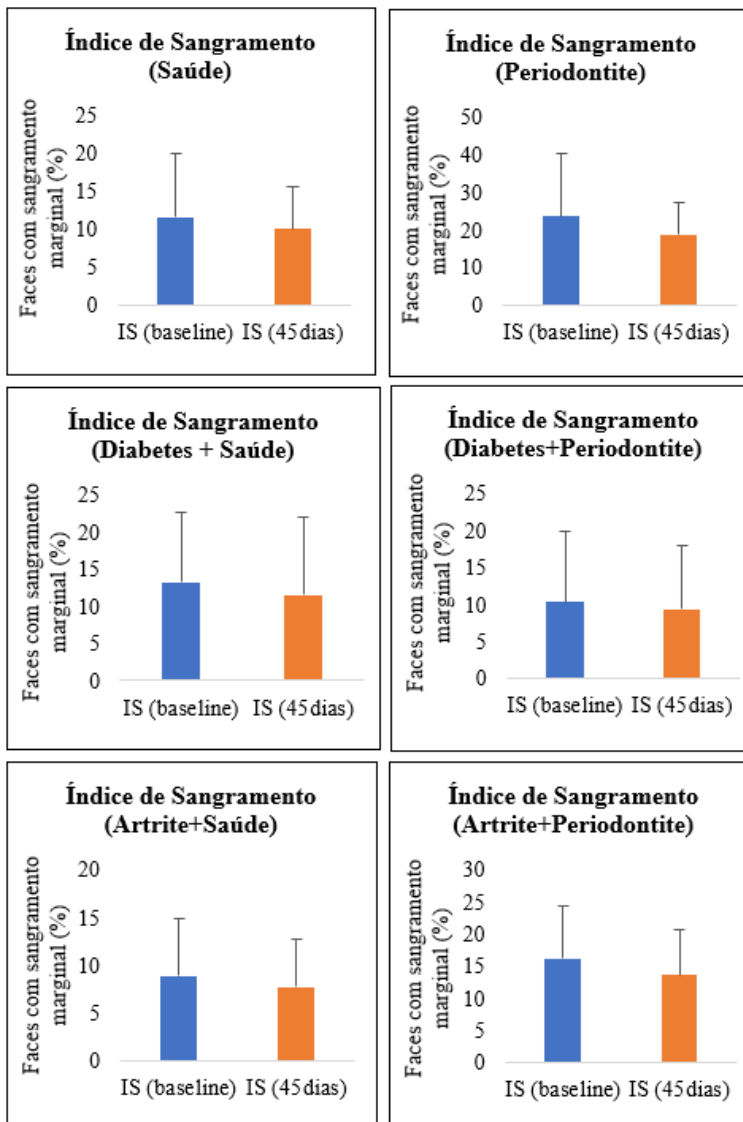 Índice de Sangramento
(Saúde)
Faces com sangramento
marginal (%)
25
20
15
10
5
0
IS (baseline)
IS (45dias)
Índice de Sangramento
(Periodontite)
Faces com sangramento
marginal (%)
50
40
30
20
10
0
IS (baseline)
IS (45dias)
Índice de Sangramento
(Diabetes + Saúde)
Faces com sangramento
marginal (%)
25
20
15
10
5
0
IS (baseline)
IS (45dias)
Índice de Sangramento
(Diabetes+Periodontite)
Faces com sangramento
marginal (%)
25
20
15
10
5
0
IS (baseline)
IS (45dias)
Índice de Sangramento
(Artrite+Saúde)
Faces com sangramento
marginal (%)
20
15
10
5
0
IS (baseline)
IS (45dias)
Índice de Sangramento
(Artrite+Periodontite)
Faces com sangramento
marginal (%)
30
25
20
15
10
5
0
IS (baseline)
IS (45dias)